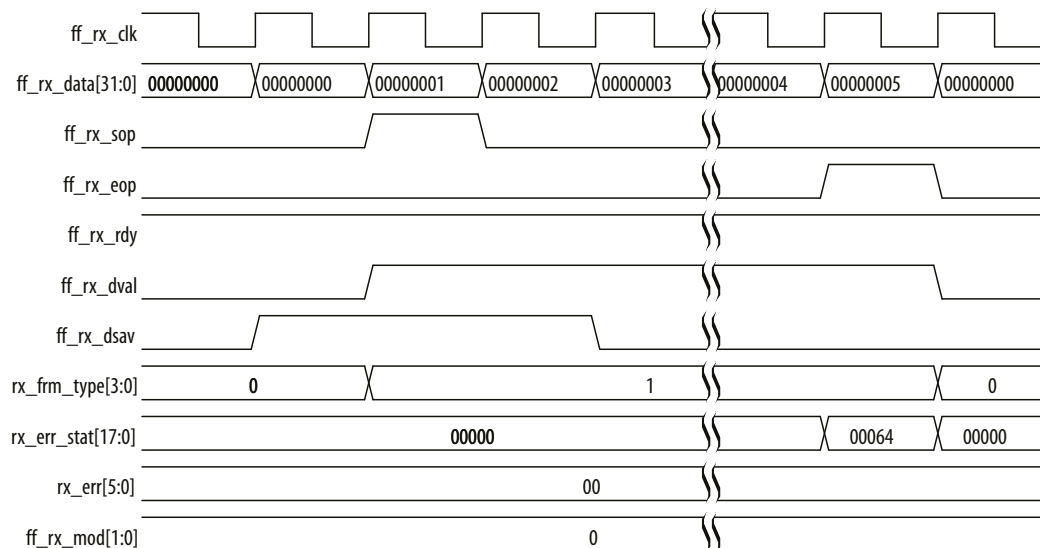 ff_rx_clk
ff_rx_data[31:0] 00000000 00000000 00000001 00000002 00000003 00000004 00000005 00000000
ff_rx_sop
ff_rx_eop
ff_rx_rdy
ff_rx_dval
ff_rx_dsav
rx_frm_type[3:0] 0 1 0
rx_err_stat[17:0] 00000 00064 00000
rx_err[5:0] 00
ff_rx_mod[1:0] 0